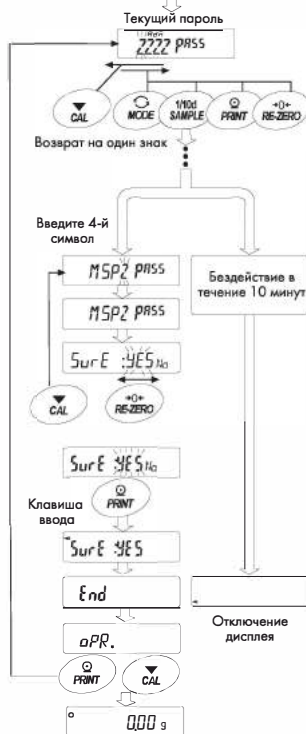 Текущий пароль
2222 PASS
CAL
MODE
1/10d SAMPLE
PRINT
→0← RE-ZERO
Возврат на один знак
Введите 4-й символ
MSP2 PASS
Бездействие в течение 10 минут
MSP2 PASS
SurE :YES No
CAL
→0← RE-ZERO
SurE :YES No
PRINT
Клавиша ввода
SurE :YES
End
Отключение дисплея
oPR.
PRINT
CAL
0.00 g